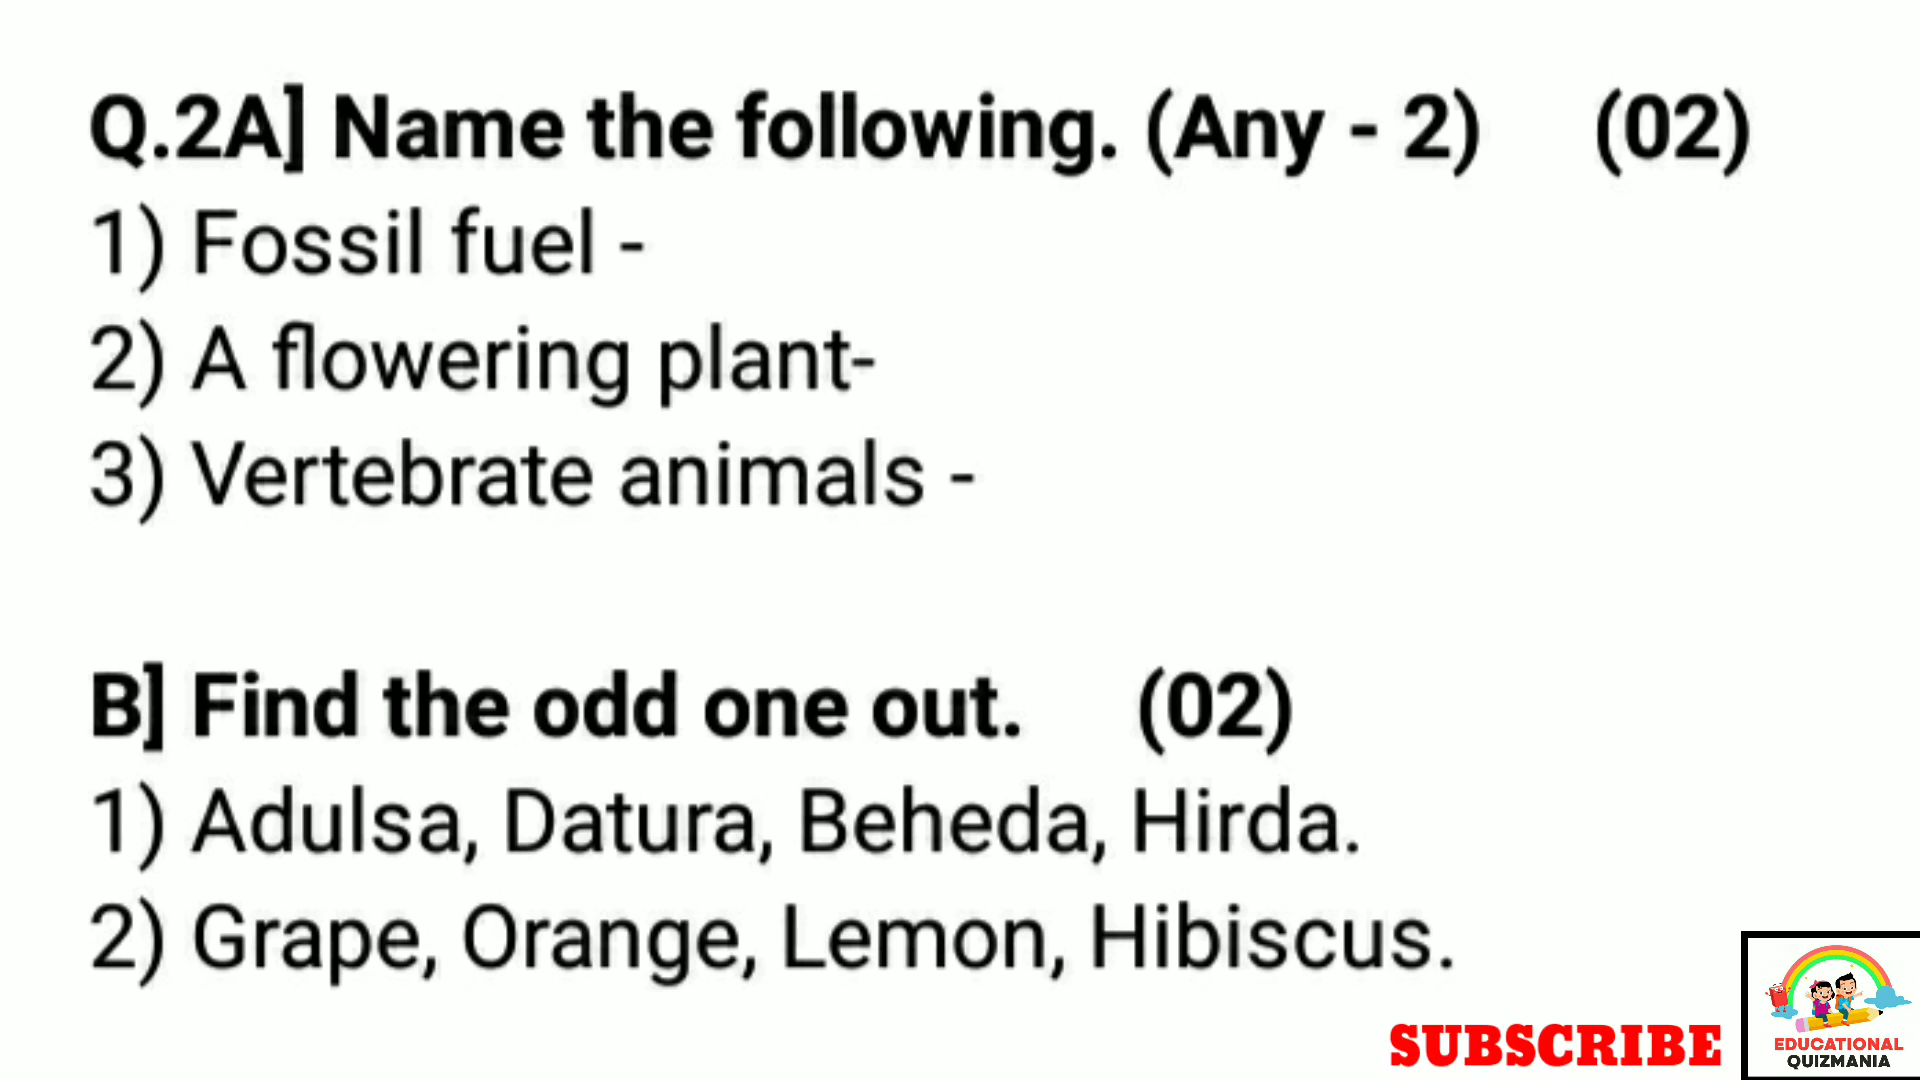 Q.2A] Name the following. (Any - 2) (02)
1) Fossil fuel -
2) A flowering plant-
3) Vertebrate animals -
B] Find the odd one out. (02)
1) Adulsa, Datura, Beheda, Hirda.
2) Grape, Orange, Lemon, Hibiscus.
SUBSCRIBE
EDUCATIONAL
QUIZMANIA